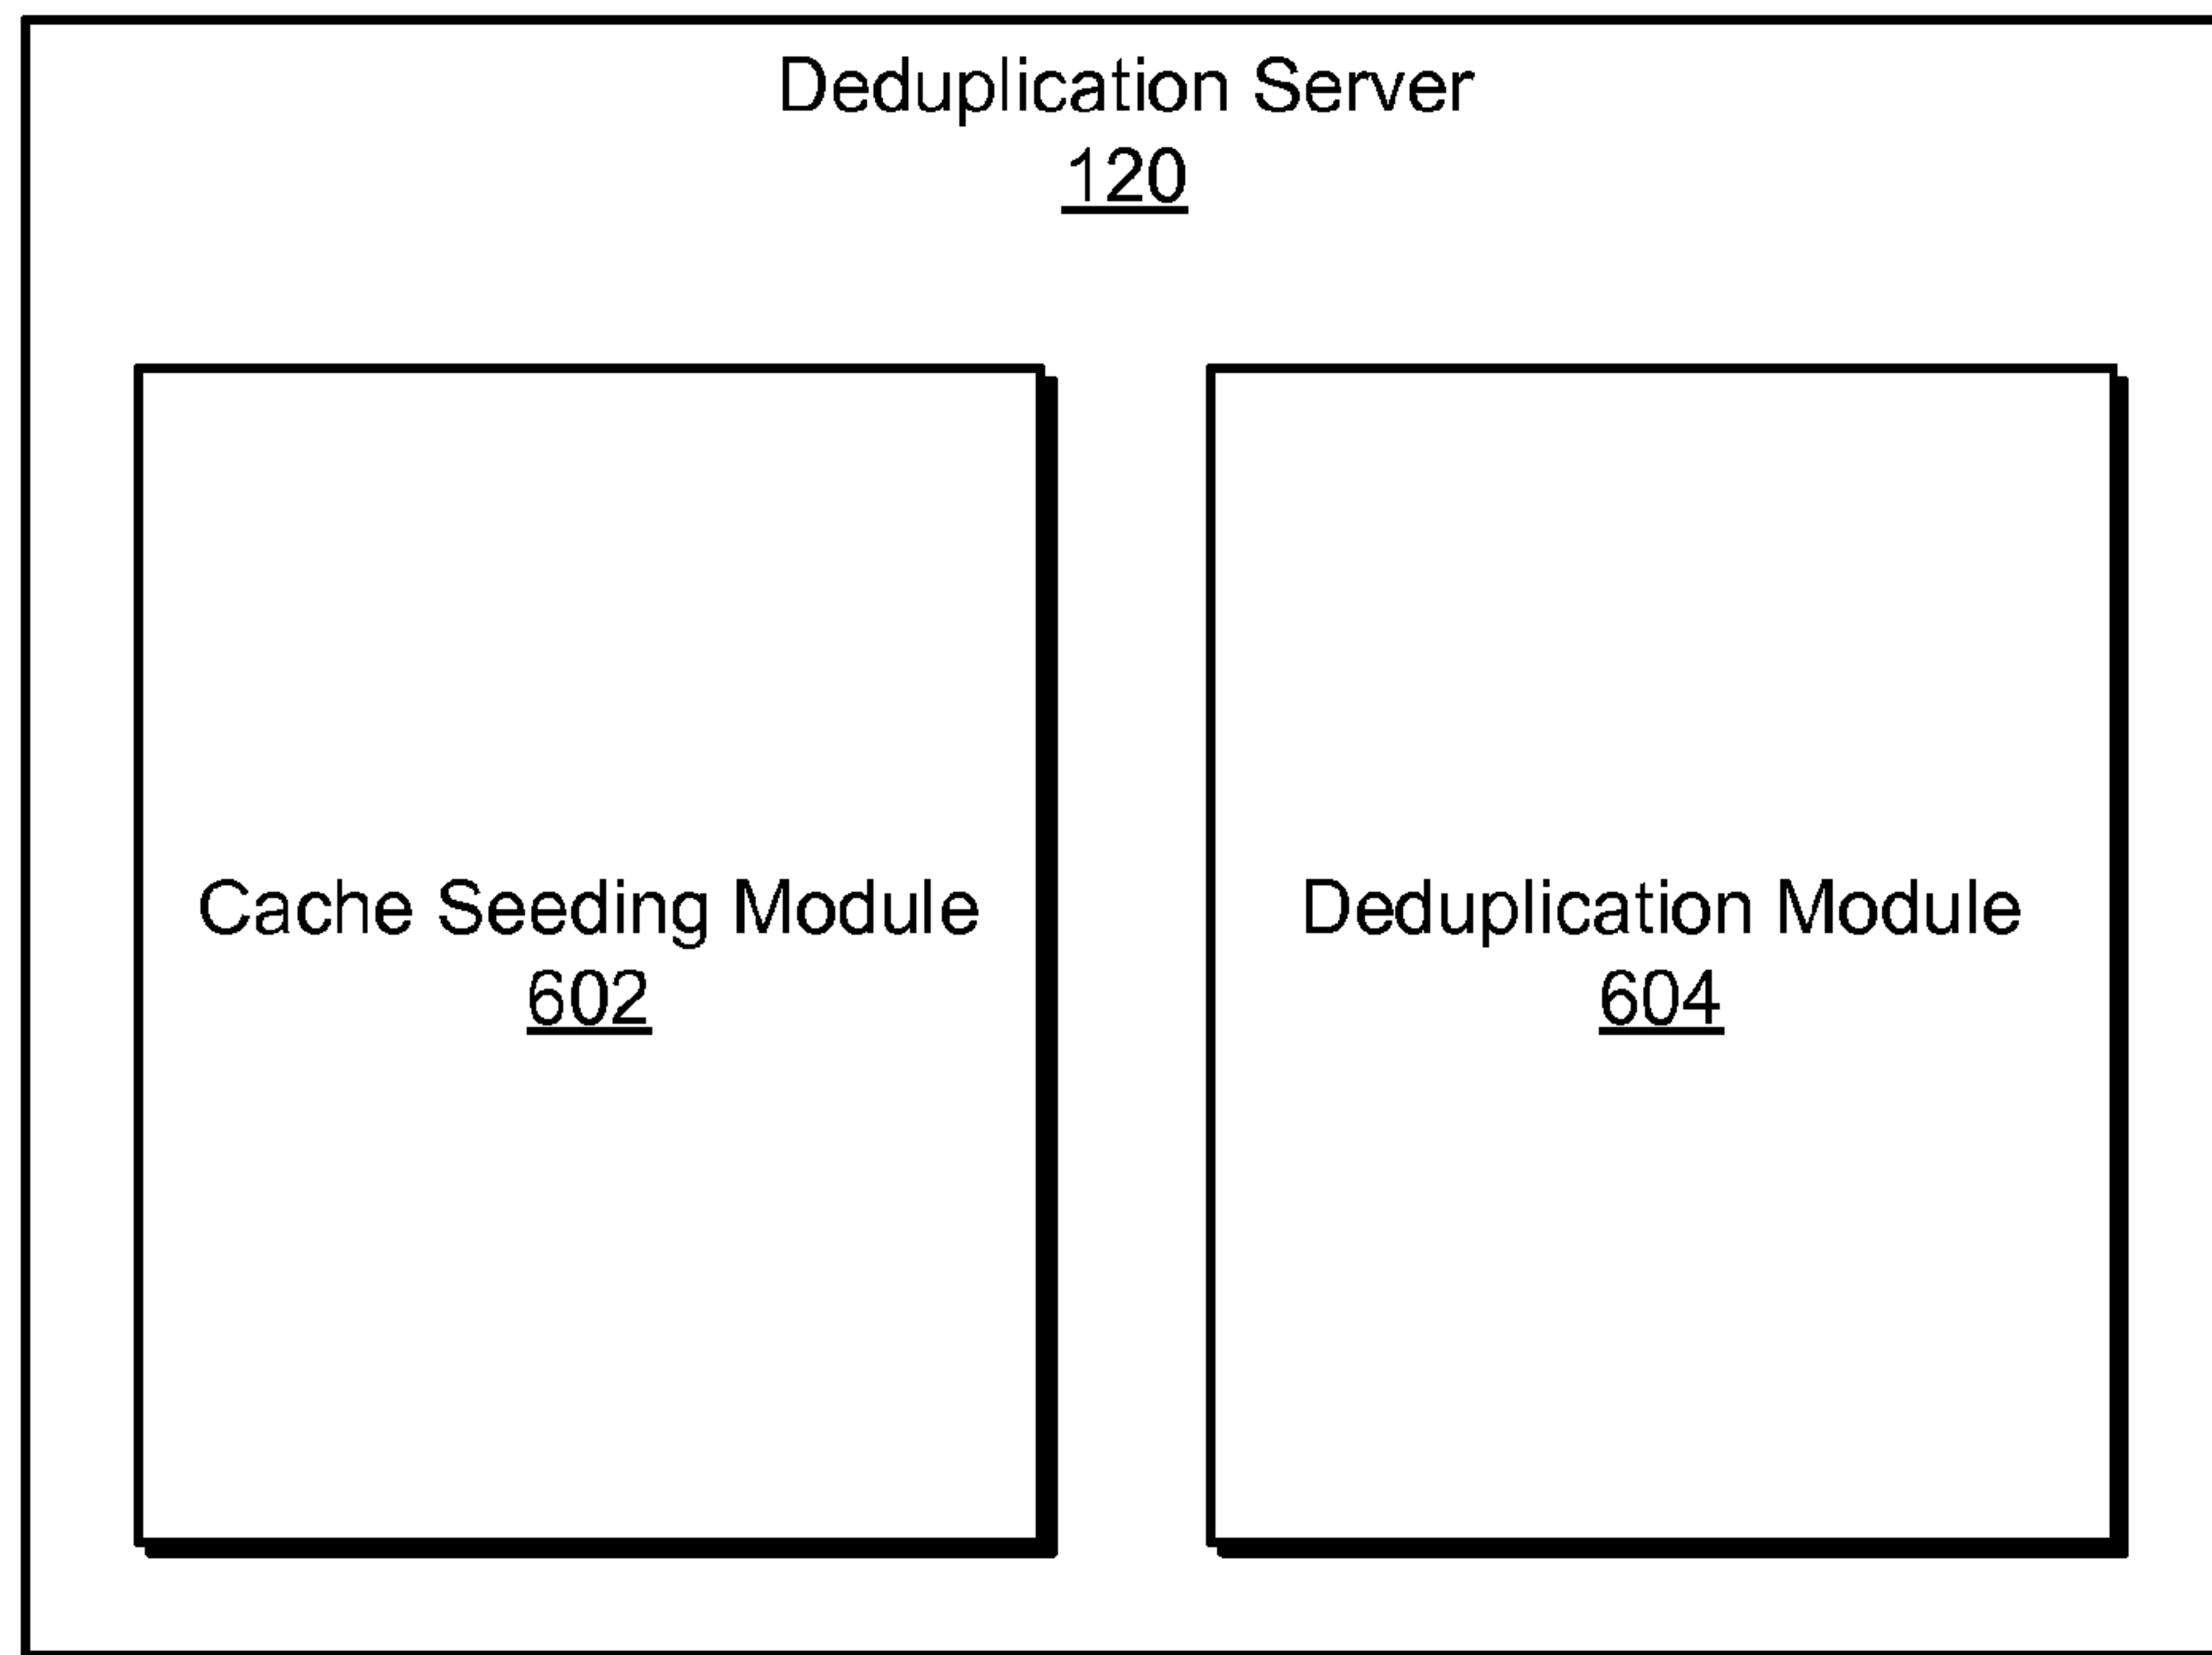 Deduplication Server
120
Cache Seeding Module
602
Deduplication Module
604